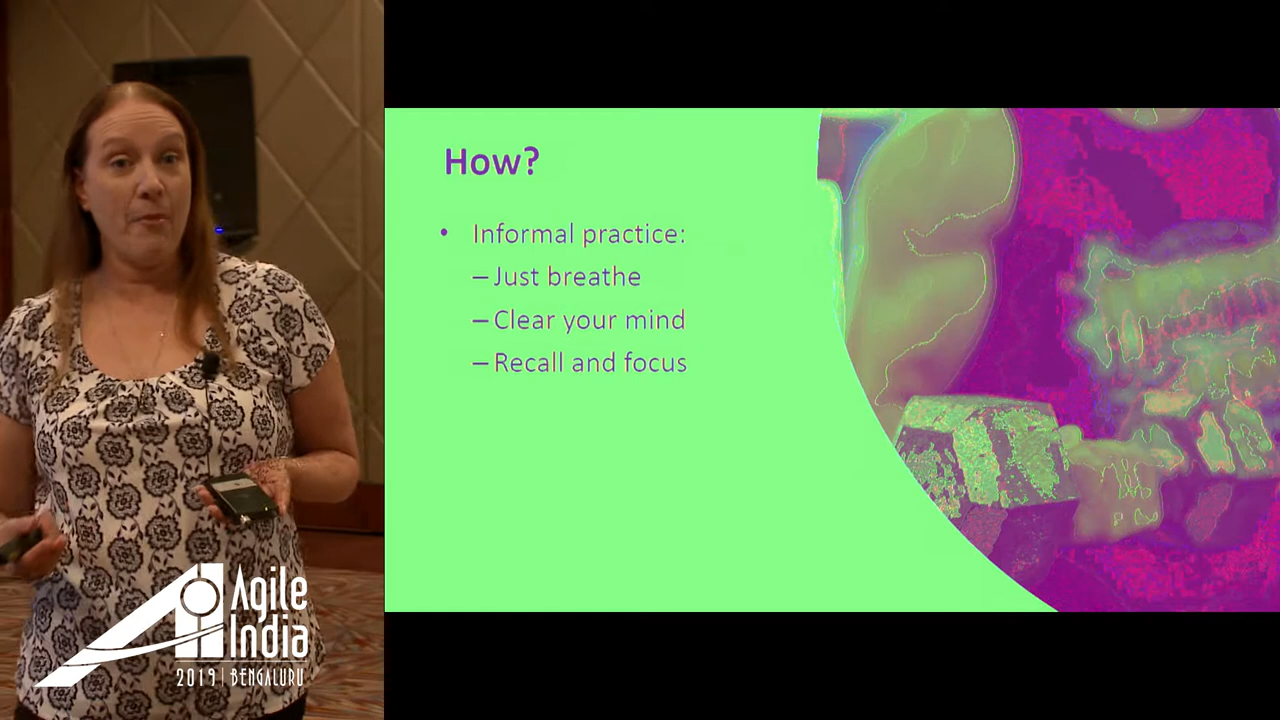 How?
• Informal practice:
– Just breathe
– Clear your mind
– Recall and focus
Agile
India
2019 | BENGALURU